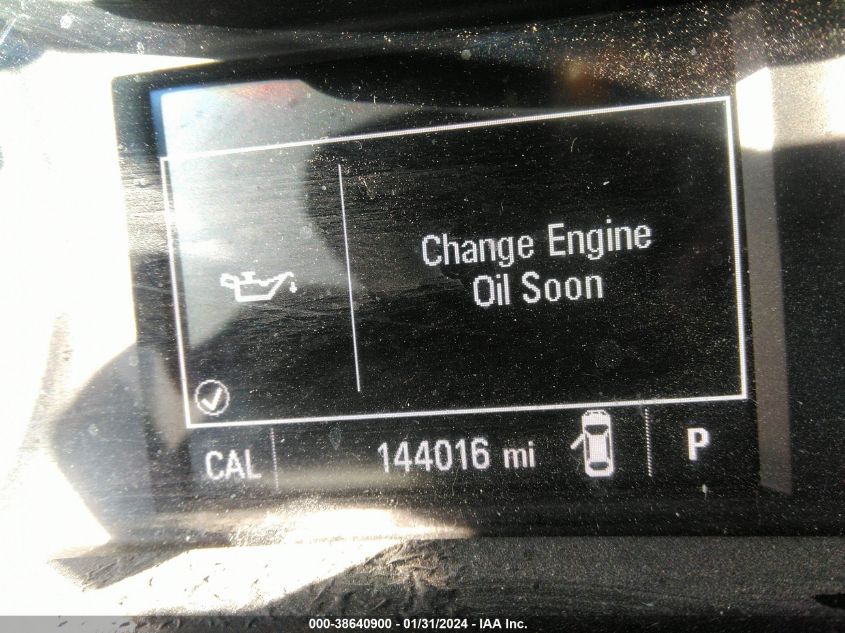 Change Engine
Oil Soon
CAL 144016 mi P
000-38640900 - 01/31/2024 - IAA Inc.